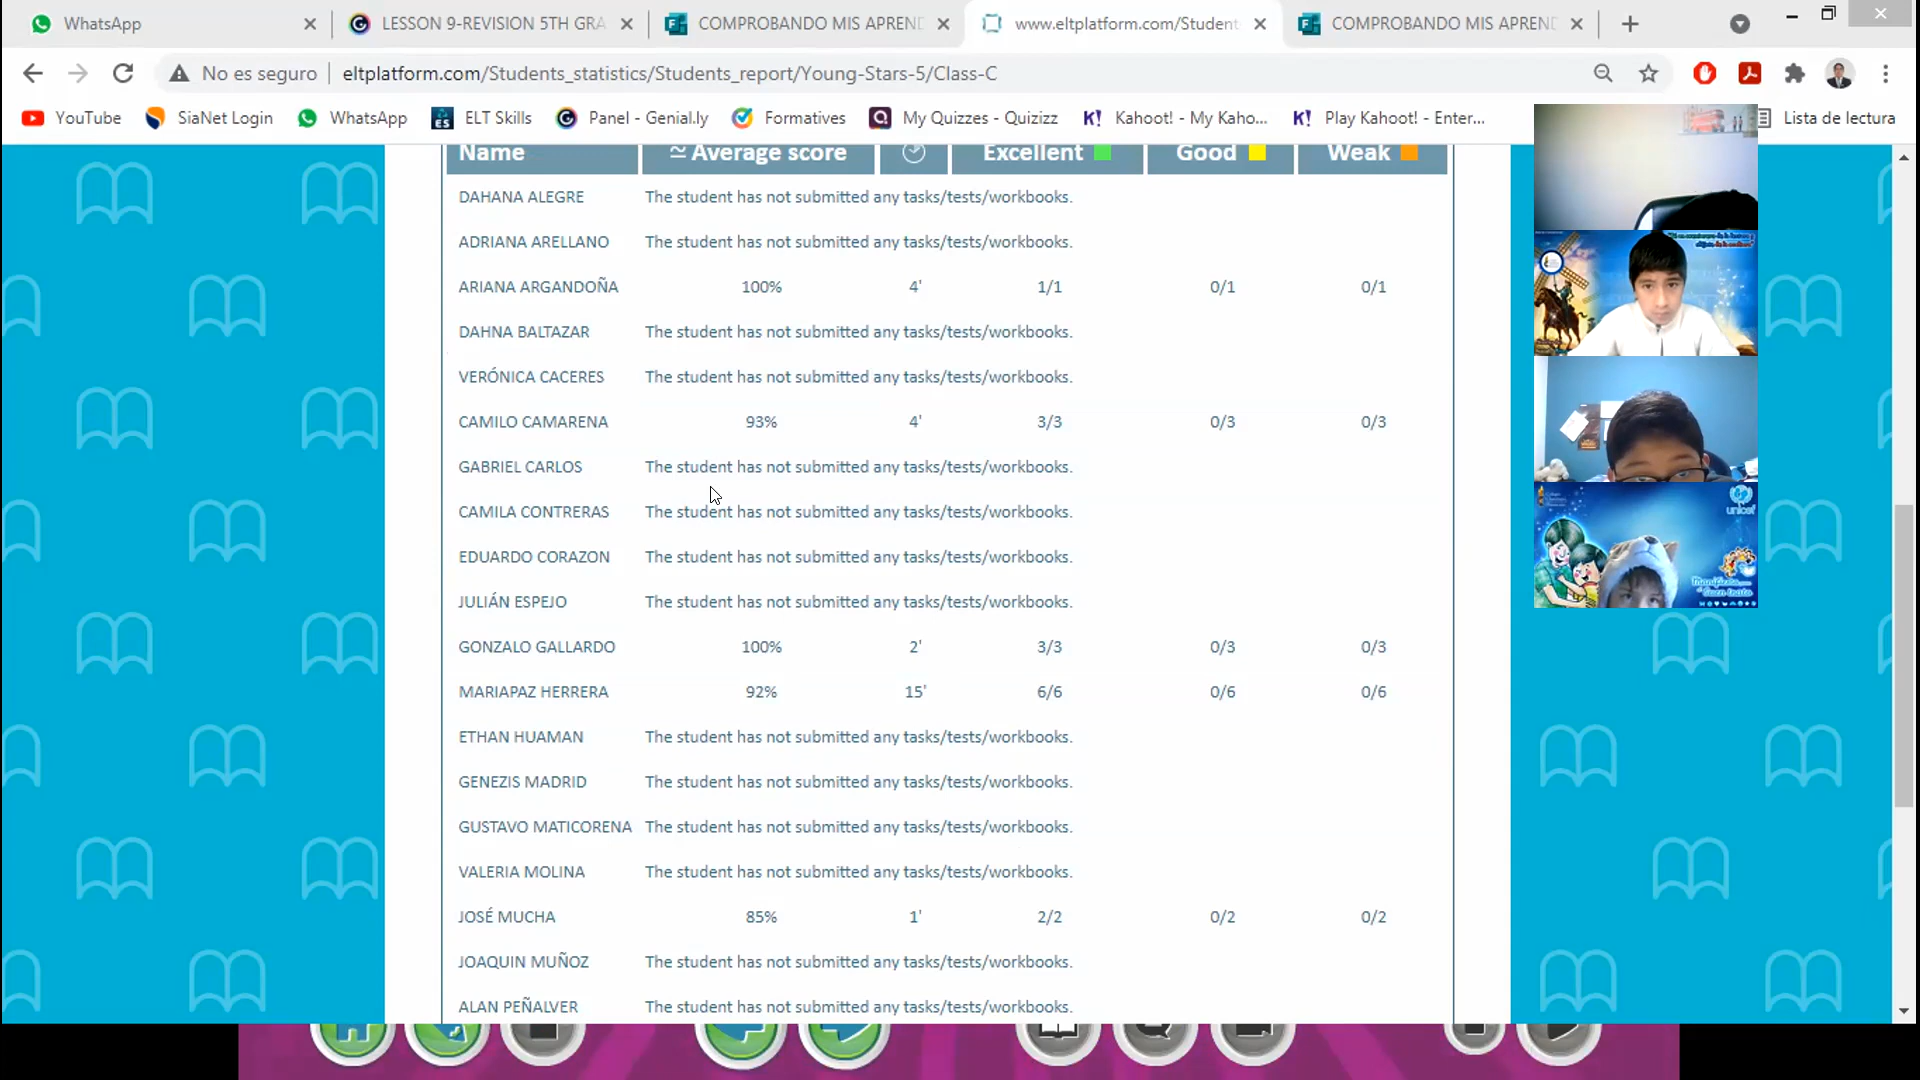 WhatsApp
LESSON 9-REVISION 5TH GRA
COMPROBANDO MIS APREND
www.eltplatform.com/Student
COMPROBANDO MIS APREND
No es seguro
eltplatform.com/Students_statistics/Students_report/Young-Stars-5/Class-C
YouTube
SiaNet Login
WhatsApp
ELT Skills
Panel - Genial.ly
Formatives
My Quizzes - Quizizz
Kahoot! - My Kaho...
Play Kahoot! - Enter...
Lista de lectura
Name ≃ Average score Excellent Good Weak
DAHANA ALEGRE The student has not submitted any tasks/tests/workbooks.
ADRIANA ARELLANO The student has not submitted any tasks/tests/workbooks.
ARIANA ARGANDOÑA 100% 4' 1/1 0/1 0/1
DAHNA BALTAZAR The student has not submitted any tasks/tests/workbooks.
VERÓNICA CACERES The student has not submitted any tasks/tests/workbooks.
CAMILO CAMARENA 93% 4' 3/3 0/3 0/3
GABRIEL CARLOS The student has not submitted any tasks/tests/workbooks.
CAMILA CONTRERAS The student has not submitted any tasks/tests/workbooks.
EDUARDO CORAZON The student has not submitted any tasks/tests/workbooks.
JULIÁN ESPEJO The student has not submitted any tasks/tests/workbooks.
GONZALO GALLARDO 100% 2' 3/3 0/3 0/3
MARIAPAZ HERRERA 92% 15' 6/6 0/6 0/6
ETHAN HUAMAN The student has not submitted any tasks/tests/workbooks.
GENEZIS MADRID The student has not submitted any tasks/tests/workbooks.
GUSTAVO MATICORENA The student has not submitted any tasks/tests/workbooks.
VALERIA MOLINA The student has not submitted any tasks/tests/workbooks.
JOSÉ MUCHA 85% 1' 2/2 0/2 0/2
JOAQUIN MUÑOZ The student has not submitted any tasks/tests/workbooks.
ALAN PEÑALVER The student has not submitted any tasks/tests/workbooks.
unicef